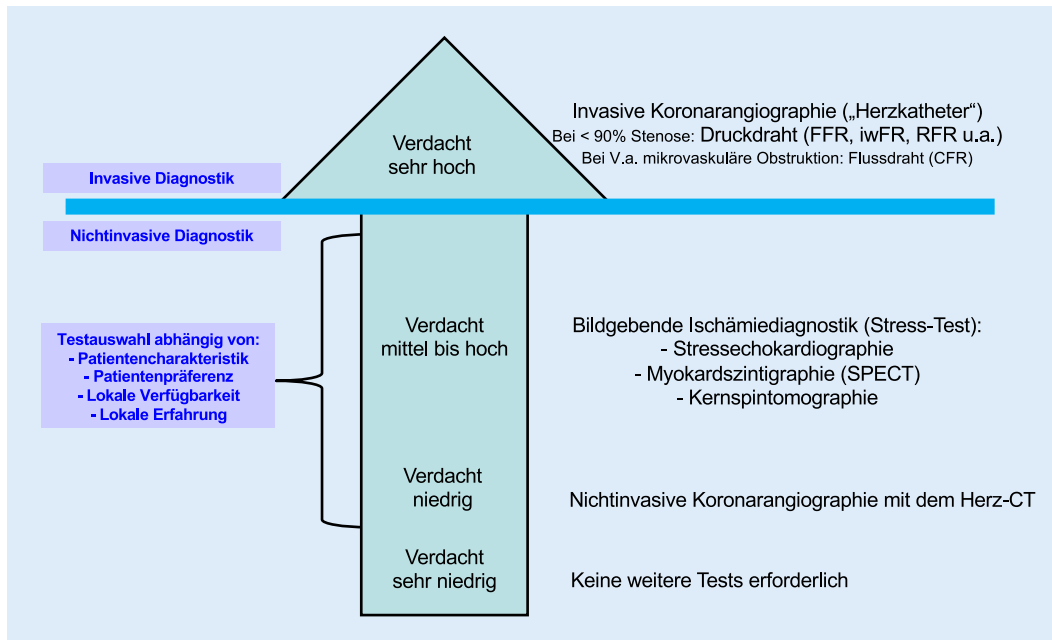 Verdacht
sehr hoch
Invasive Koronarangiographie („Herzkatheter“)
Bei < 90% Stenose: Druckdraht (FFR, iwFR, RFR u.a.)
Bei V.a. mikrovaskuläre Obstruktion: Flussdraht (CFR)
Invasive Diagnostik
Nichtinvasive Diagnostik
Testauswahl abhängig von:
- Patientencharakteristik
- Patientenpräferenz
- Lokale Verfügbarkeit
- Lokale Erfahrung
Verdacht
mittel bis hoch
Bildgebende Ischämiediagnostik (Stress-Test):
- Stressechokardiographie
- Myokardszintigraphie (SPECT)
- Kernspintomographie
Verdacht
niedrig
Nichtinvasive Koronarangiographie mit dem Herz-CT
Verdacht
sehr niedrig
Keine weitere Tests erforderlich